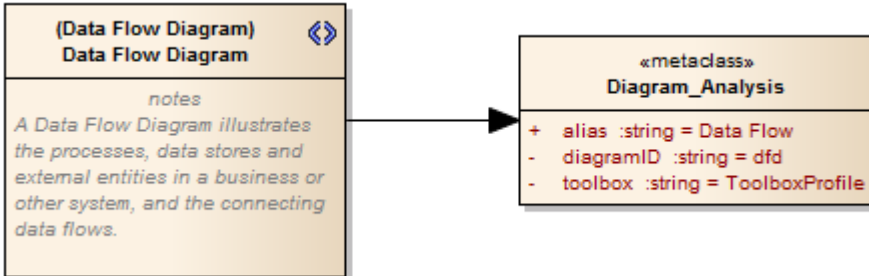 (Data Flow Diagram)
Data Flow Diagram
notes
A Data Flow Diagram illustrates
the processes, data stores and
external entities in a business or
other system, and the connecting
data flows.
«metaclass»
Diagram_Analysis
+ alias :string = Data Flow
- diagramID :string = dfd
- toolbox :string = ToolboxProfile